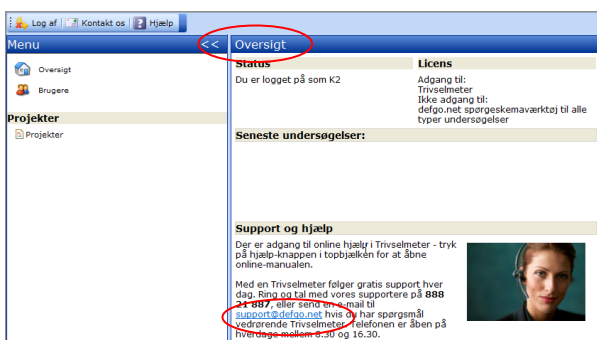 Log af Kontakt os Hjælp
Menu <<
Oversigt
Brugere
Projekter
Projekter
Oversigt
Status
Du er logget på som K2
Licens
Adgang til:
Trivselmeter
Ikke adgang til:
defgo.net spørgeskemaværktøj til alle
typer undersøgelser
Seneste undersøgelser:
Support og hjælp
Der er adgang til online hjælp i Trivselmeter - tryk
på hjælp-knappen i topbjælken for at åbne
online-manualen.
Med en Trivselmeter følger gratis support hver
dag. Ring og tal med vores supportere på 888
21 887, eller send en e-mail til
support@defgo.net hvis du har spørgsmål
vedrørende Trivselmeter. Telefonen er åben på
hverdage mellem 8.30 og 16.30.